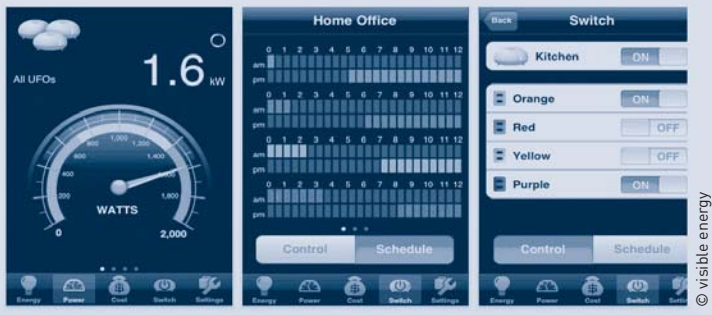 All UFOs
1.6 kW
0
200
400
600
800
1,000
1,200
1,400
1,800
2,000
WATTS
Energy Power Cost Switch Settings
Home Office
0 1 2 3 4 5 6 7 8 9 10 11 12
am
pm
0 1 2 3 4 5 6 7 8 9 10 11 12
am
pm
0 1 2 3 4 5 6 7 8 9 10 11 12
am
pm
0 1 2 3 4 5 6 7 8 9 10 11 12
am
pm
Control Schedule
Energy Power Cost Switch Settings
Back Switch
Kitchen ON
Orange ON
Red OFF
Yellow OFF
Purple ON
Control Schedule
Energy Power Cost Switch
© visible energy